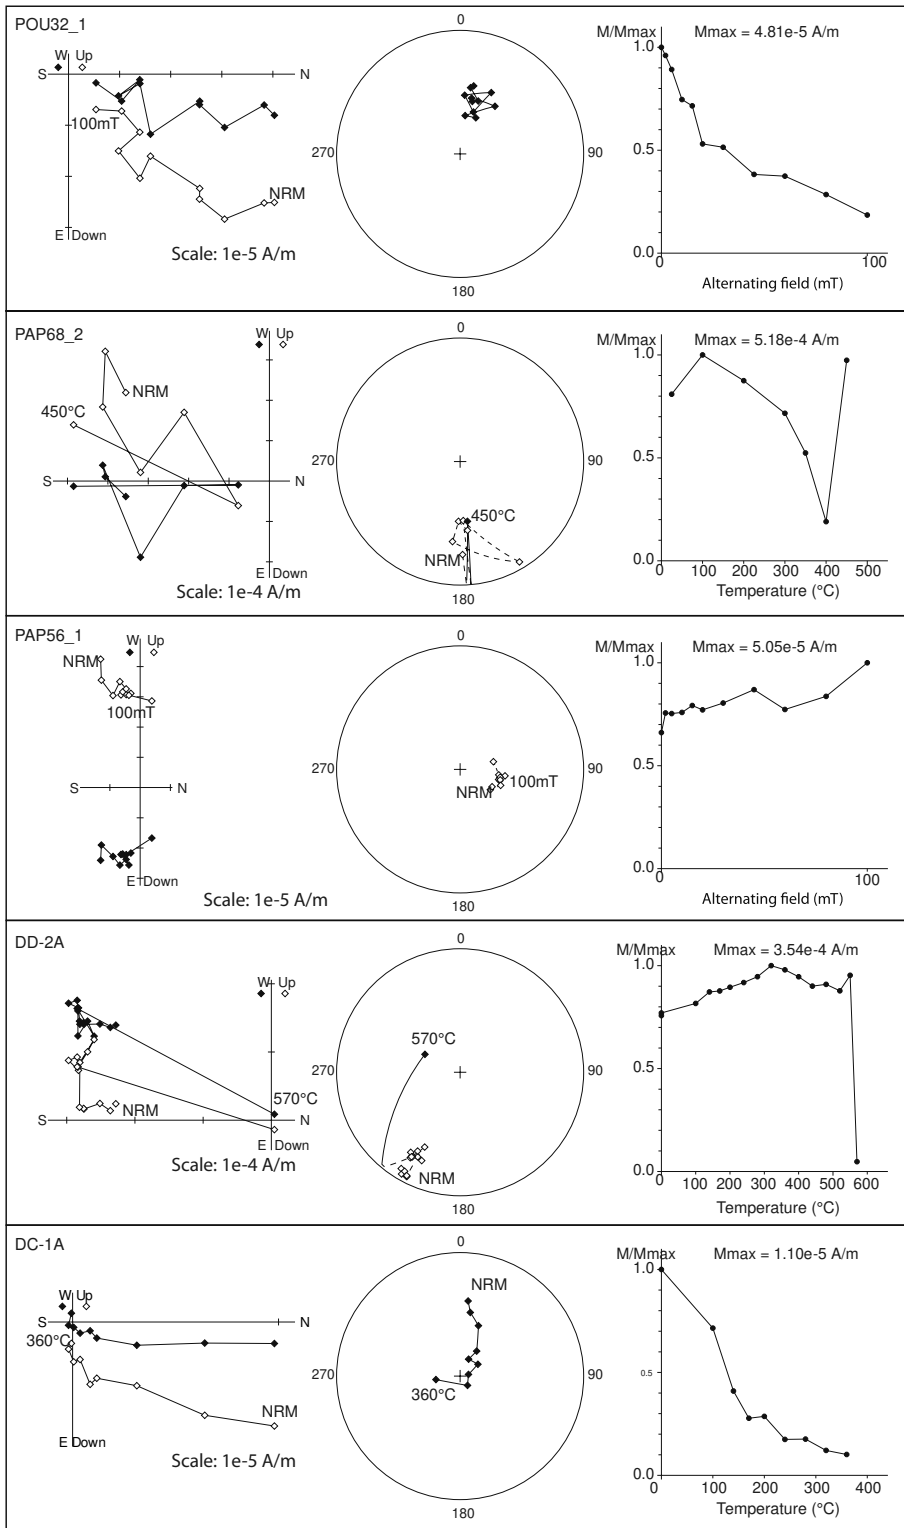 POU32_1
W Up
S N
100mT
NRM
E Down
Scale: 1e-5 A/m
0
270 90
180
M/Mmax Mmax = 4.81e-5 A/m
1.0
0.5
0.0
0 100
Alternating field (mT)
PAP68_2
W Up
NRM
450°C
S N
E Down
Scale: 1e-4 A/m
0
270 90
450°C
NRM
180
M/Mmax Mmax = 5.18e-4 A/m
1.0
0.5
0.0
0 100 200 300 400 500
Temperature (°C)
PAP56_1
W Up
NRM
100mT
S N
E Down
Scale: 1e-5 A/m
0
270 90
100mT
NRM
180
M/Mmax Mmax = 5.05e-5 A/m
1.0
0.5
0.0
0 100
Alternating field (mT)
DD-2A
W Up
570°C
NRM
S N
E Down
Scale: 1e-4 A/m
0
570°C
270 90
NRM
180
M/Mmax Mmax = 3.54e-4 A/m
1.0
0.5
0.0
0 100 200 300 400 500 600
Temperature (°C)
DC-1A
W Up
N
360°C
NRM
E Down
Scale: 1e-5 A/m
0
NRM
270 90
360°C
180
M/Mmax Mmax = 1.10e-5 A/m
1.0
0.5
0.0
0 100 200 300 400
Temperature (°C)